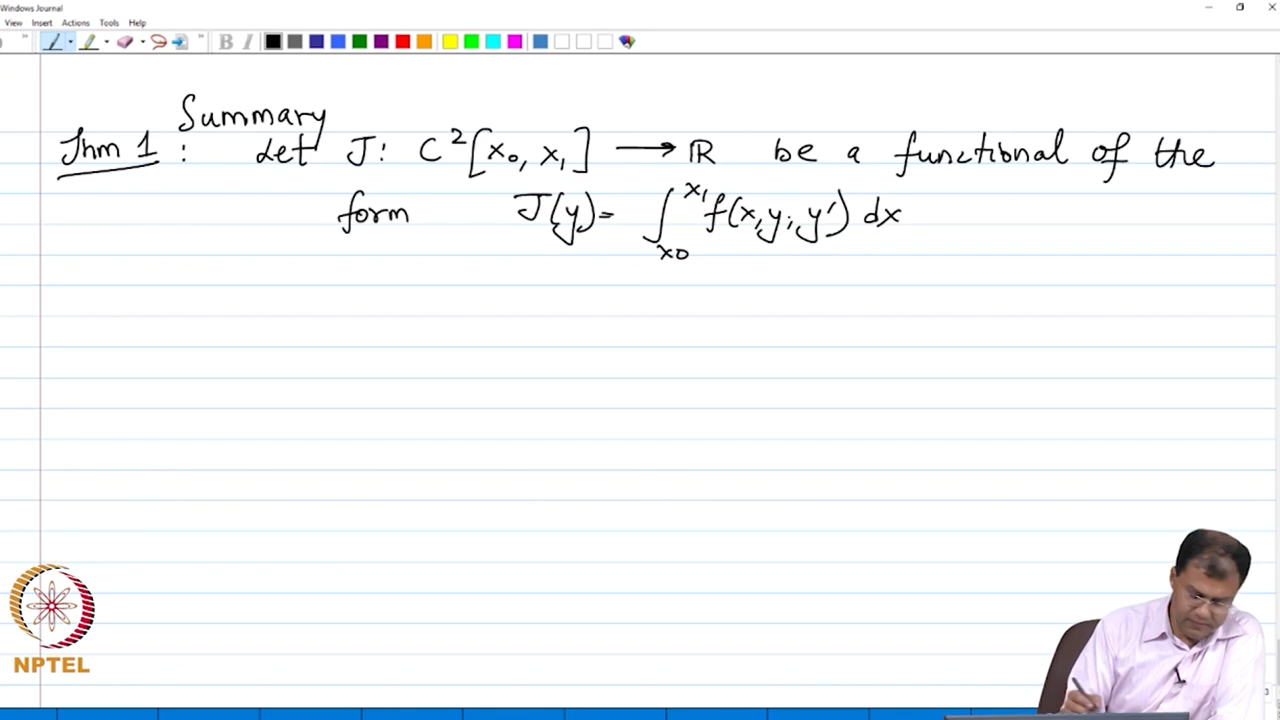 Windows Journal
View Insert Actions Tools Help
Summary
Thm 1 : Let J: C²[x₀, x₁] → ℝ be a functional of the
form J(y) = ∫_{x0}^{x₁} f(x, y, y′) dx
NPTEL